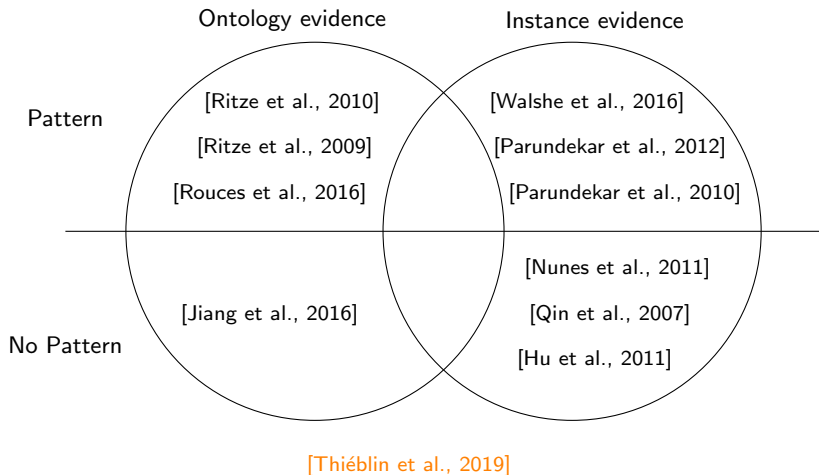 Ontology evidence
Instance evidence
Pattern
[Ritze et al., 2010]
[Walshe et al., 2016]
[Ritze et al., 2009]
[Parundekar et al., 2012]
[Rouces et al., 2016]
[Parundekar et al., 2010]
No Pattern
[Jiang et al., 2016]
[Nunes et al., 2011]
[Qin et al., 2007]
[Hu et al., 2011]
[Thiéblin et al., 2019]